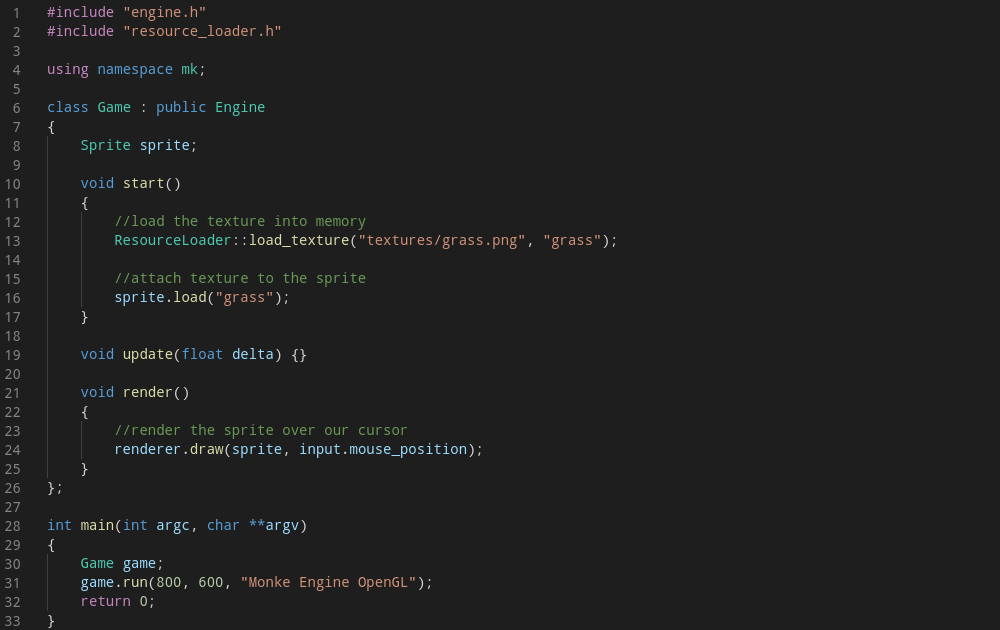 1 #include "engine.h"
2 #include "resource_loader.h"
3
4 using namespace mk;
5
6 class Game : public Engine
7 {
8     Sprite sprite;
9
10     void start()
11     {
12         //load the texture into memory
13         ResourceLoader::load_texture("textures/grass.png", "grass");
14
15         //attach texture to the sprite
16         sprite.load("grass");
17     }
18
19     void update(float delta) {}
20
21     void render()
22     {
23         //render the sprite over our cursor
24         renderer.draw(sprite, input.mouse_position);
25     }
26 };
27
28 int main(int argc, char **argv)
29 {
30     Game game;
31     game.run(800, 600, "Monke Engine OpenGL");
32     return 0;
33 }